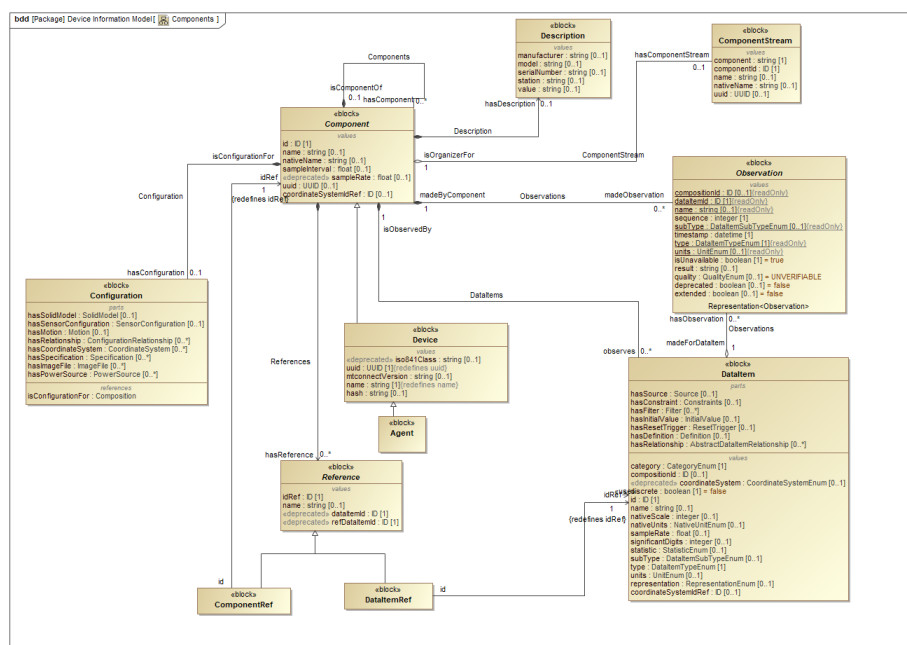 bdd [Package] Device Information Model[ Components ]
«block»
Description
values
manufacturer : string [0..1]
model : string [0..1]
serialNumber : string [0..1]
station : string [0..1]
value : string [0..1]
«block»
ComponentStream
values
component : string [1]
componentId : ID [1]
name : string [0..1]
nativeName : string [0..1]
uuid : UUID [0..1]
hasComponentStream
0..1
Components
isComponentOf
0..1
hasComponent
0..*
hasDescription
0..1
Description
«block»
Component
values
id : ID [1]
name : string [0..1]
nativeName : string [0..1]
sampleInterval : float [0..1]
«deprecated» sampleRate : float [0..1]
uuid : UUID [0..1]
coordinateSystemIdRef : ID [0..1]
isOrganizerFor
1
ComponentStream
isConfigurationFor
idRef
1
{redefines idRef}
Configuration
madeByComponent
1
Observations
madeObservation
0..*
1
isObservedBy
«block»
Observation
values
compositionId : ID [0..1]{readOnly}
dataItemId : ID [1]{readOnly}
name : string [0..1]{readOnly}
sequence : integer [1]
subType : DataItemSubTypeEnum [0..1]{readOnly}
timestamp : datetime [1]
type : DataItemTypeEnum [1]{readOnly}
units : UnitEnum [0..1]{readOnly}
isUnavailable : boolean [1] = true
result : string [0..1]
quality : QualityEnum [0..1] = UNVERIFIABLE
deprecated : boolean [0..1] = false
extended : boolean [0..1] = false
Representation<Observation>
hasConfiguration
0..1
«block»
Configuration
parts
hasSolidModel : SolidModel [0..1]
hasSensorConfiguration : SensorConfiguration [0..1]
hasMotion : Motion [0..1]
hasRelationship : ConfigurationRelationship [0..*]
hasCoordinateSystem : CoordinateSystem [0..*]
hasSpecification : Specification [0..*]
hasImageFile : ImageFile [0..*]
hasPowerSource : PowerSource [0..*]
references
isConfigurationFor : Composition
DataItems
References
hasObservation
0..*
Observations
madeForDataItem
1
observes
0..*
«block»
Device
values
«deprecated» iso841Class : string [0..1]
uuid : UUID [1]{redefines uuid}
mtconnectVersion : string [0..1]
name : string [1]{redefines name}
hash : string [0..1]
«block»
Agent
hasReference
0..*
«block»
Reference
values
idRef : ID [1]
name : string [0..1]
«deprecated» dataItemId : ID [1]
«deprecated» refDataItemId : ID [1]
«block»
DataItem
parts
hasSource : Source [0..1]
hasConstraint : Constraints [0..1]
hasFilter : Filter [0..*]
hasInitialValue : InitialValue [0..1]
hasResetTrigger : ResetTrigger [0..1]
hasDefinition : Definition [0..1]
hasRelationship : AbstractDataItemRelationship [0..*]
values
category : CategoryEnum [1]
compositionId : ID [0..1]
«deprecated» coordinateSystem : CoordinateSystemEnum [0..1]
discrete : boolean [1] = false
id : ID [1]
name : string [0..1]
nativeScale : integer [0..1]
nativeUnits : NativeUnitEnum [0..1]
sampleRate : float [0..1]
significantDigits : integer [0..1]
statistic : StatisticEnum [0..1]
subType : DataItemSubTypeEnum [0..1]
type : DataItemTypeEnum [1]
units : UnitEnum [0..1]
representation : RepresentationEnum [0..1]
coordinateSystemIdRef : ID [0..1]
idRef
1
{redefines idRef}
id
«block»
ComponentRef
«block»
DataItemRef
id